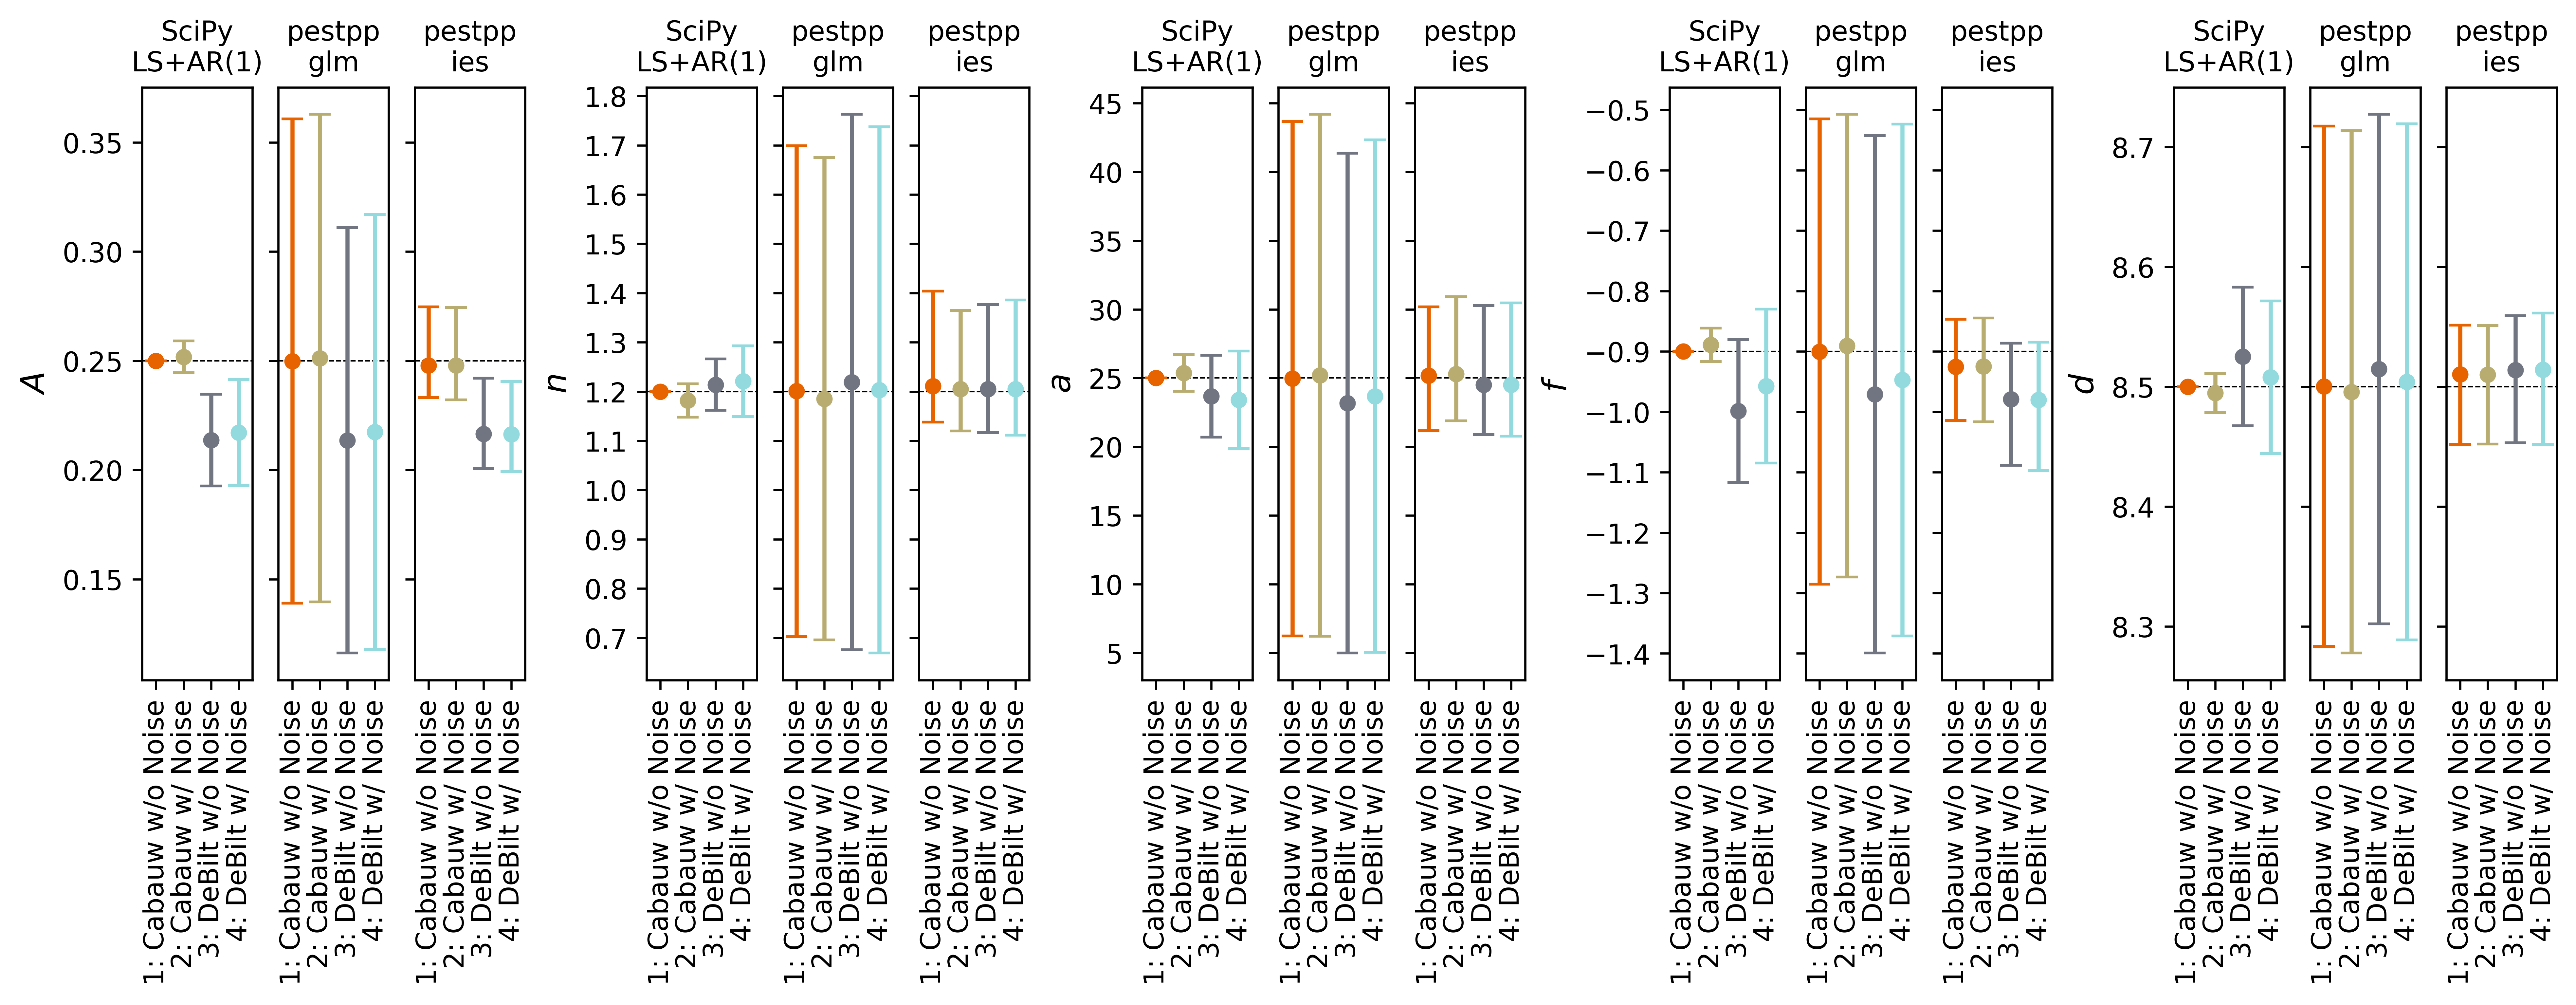 SciPy
LS+AR(1)
pestpp
glm
pestpp
ies
A
0.35
0.30
0.25
0.20
0.15
1: Cabauw w/o Noise
2: Cabauw w/ Noise
3: DeBilt w/o Noise
4: DeBilt w/ Noise
1: Cabauw w/o Noise
2: Cabauw w/ Noise
3: DeBilt w/o Noise
4: DeBilt w/ Noise
1: Cabauw w/o Noise
2: Cabauw w/ Noise
3: DeBilt w/o Noise
4: DeBilt w/ Noise
SciPy
LS+AR(1)
pestpp
glm
pestpp
ies
n
1.8
1.7
1.6
1.5
1.4
1.3
1.2
1.1
1.0
0.9
0.8
0.7
1: Cabauw w/o Noise
2: Cabauw w/ Noise
3: DeBilt w/o Noise
4: DeBilt w/ Noise
1: Cabauw w/o Noise
2: Cabauw w/ Noise
3: DeBilt w/o Noise
4: DeBilt w/ Noise
1: Cabauw w/o Noise
2: Cabauw w/ Noise
3: DeBilt w/o Noise
4: DeBilt w/ Noise
SciPy
LS+AR(1)
pestpp
glm
pestpp
ies
a
45
40
35
30
25
20
15
10
5
1: Cabauw w/o Noise
2: Cabauw w/ Noise
3: DeBilt w/o Noise
4: DeBilt w/ Noise
1: Cabauw w/o Noise
2: Cabauw w/ Noise
3: DeBilt w/o Noise
4: DeBilt w/ Noise
1: Cabauw w/o Noise
2: Cabauw w/ Noise
3: DeBilt w/o Noise
4: DeBilt w/ Noise
SciPy
LS+AR(1)
pestpp
glm
pestpp
ies
f
−0.5
−0.6
−0.7
−0.8
−0.9
−1.0
−1.1
−1.2
−1.3
−1.4
1: Cabauw w/o Noise
2: Cabauw w/ Noise
3: DeBilt w/o Noise
4: DeBilt w/ Noise
1: Cabauw w/o Noise
2: Cabauw w/ Noise
3: DeBilt w/o Noise
4: DeBilt w/ Noise
1: Cabauw w/o Noise
2: Cabauw w/ Noise
3: DeBilt w/o Noise
4: DeBilt w/ Noise
SciPy
LS+AR(1)
pestpp
glm
pestpp
ies
d
8.7
8.6
8.5
8.4
8.3
1: Cabauw w/o Noise
2: Cabauw w/ Noise
3: DeBilt w/o Noise
4: DeBilt w/ Noise
1: Cabauw w/o Noise
2: Cabauw w/ Noise
3: DeBilt w/o Noise
4: DeBilt w/ Noise
1: Cabauw w/o Noise
2: Cabauw w/ Noise
3: DeBilt w/o Noise
4: DeBilt w/ Noise